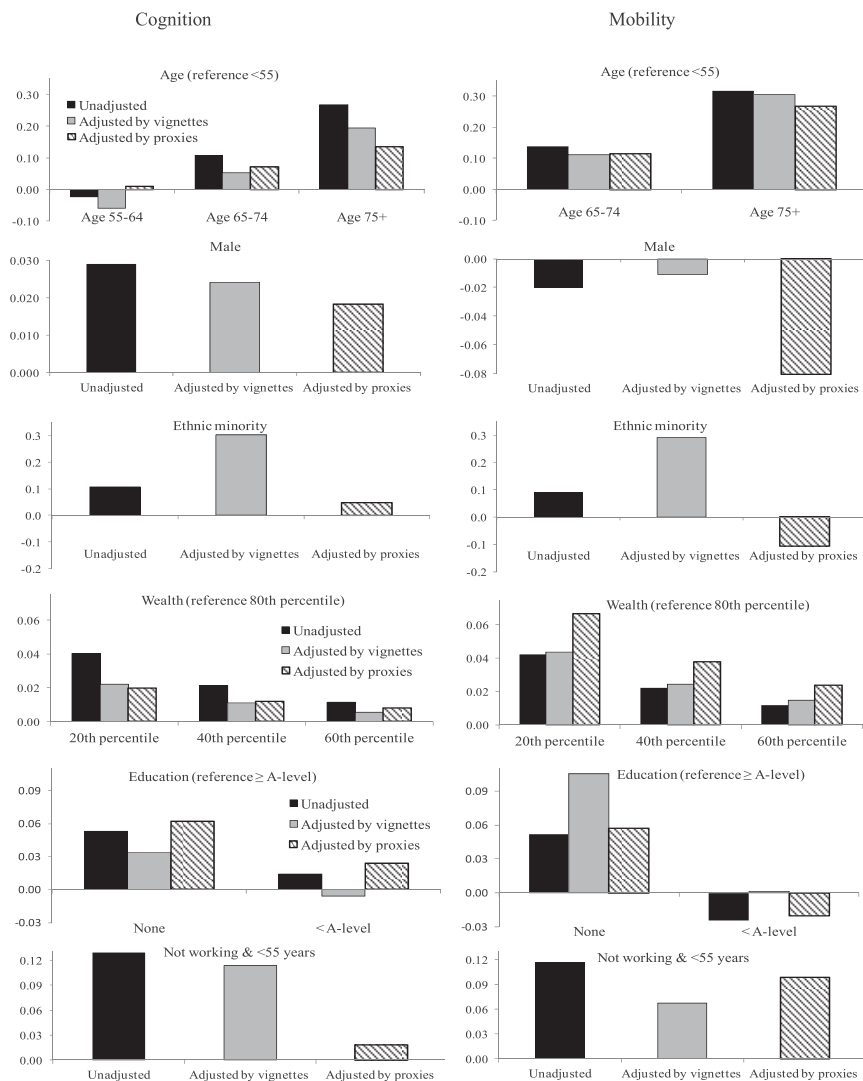 Cognition
Age (reference <55)
0.30
0.20
0.10
0.00
-0.10
Unadjusted
Adjusted by vignettes
Adjusted by proxies
Age 55-64
Age 65-74
Age 75+
Male
0.030
0.020
0.010
0.000
Unadjusted
Adjusted by vignettes
Adjusted by proxies
Ethnic minority
0.3
0.2
0.1
0.0
-0.1
-0.2
Unadjusted
Adjusted by vignettes
Adjusted by proxies
Wealth (reference 80th percentile)
0.06
0.04
0.02
0.00
Unadjusted
Adjusted by vignettes
Adjusted by proxies
20th percentile
40th percentile
60th percentile
Education (reference ≥ A-level)
0.09
0.06
0.03
0.00
-0.03
Unadjusted
Adjusted by vignettes
Adjusted by proxies
None
< A-level
Not working & <55 years
0.12
0.09
0.06
0.03
0.00
Unadjusted
Adjusted by vignettes
Adjusted by proxies
Mobility
Age (reference <55)
0.30
0.20
0.10
0.00
-0.10
Age 65-74
Age 75+
Male
0.00
-0.02
-0.04
-0.06
-0.08
Unadjusted
Adjusted by vignettes
Adjusted by proxies
Ethnic minority
0.3
0.2
0.1
0.0
-0.1
-0.2
Unadjusted
Adjusted by vignettes
Adjusted by proxies
Wealth (reference 80th percentile)
0.06
0.04
0.02
0.00
20th percentile
40th percentile
60th percentile
Education (reference ≥ A-level)
0.09
0.06
0.03
0.00
-0.03
None
< A-level
Not working & <55 years
0.12
0.09
0.06
0.03
0.00
Unadjusted
Adjusted by vignettes
Adjusted by proxies